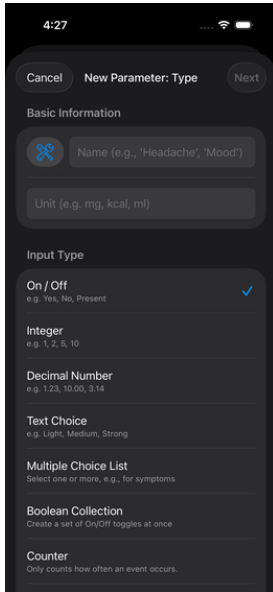 4:27
Cancel
New Parameter: Type
Next
Basic Information
Name (e.g., 'Headache', 'Mood')
Unit (e.g. mg, kcal, ml)
Input Type
On / Off
e.g. Yes, No, Present
Integer
e.g. 1, 2, 5, 10
Decimal Number
e.g. 1.23, 10.00, 3.14
Text Choice
e.g. Light, Medium, Strong
Multiple Choice List
Select one or more, e.g., for symptoms
Boolean Collection
Create a set of On/Off toggles at once
Counter
Only counts how often an event occurs.